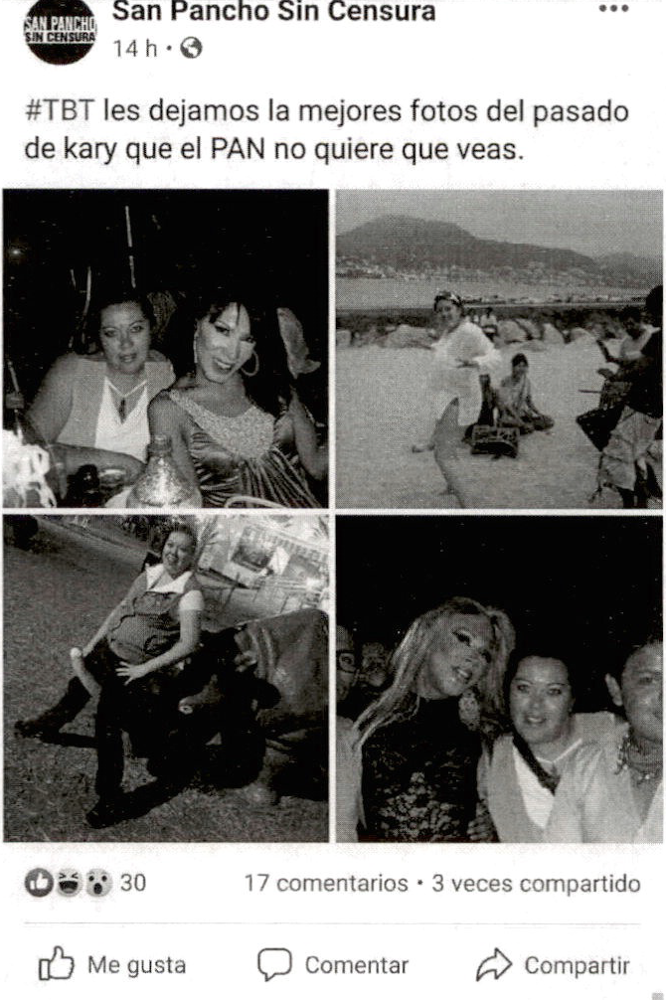 San Pancho Sin Censura
SAN PANCHO
SIN CENSURA
14 h ·
#TBT les dejamos la mejores fotos del pasado
de kary que el PAN no quiere que veas.
30
17 comentarios • 3 veces compartido
Me gusta
Comentar
Compartir